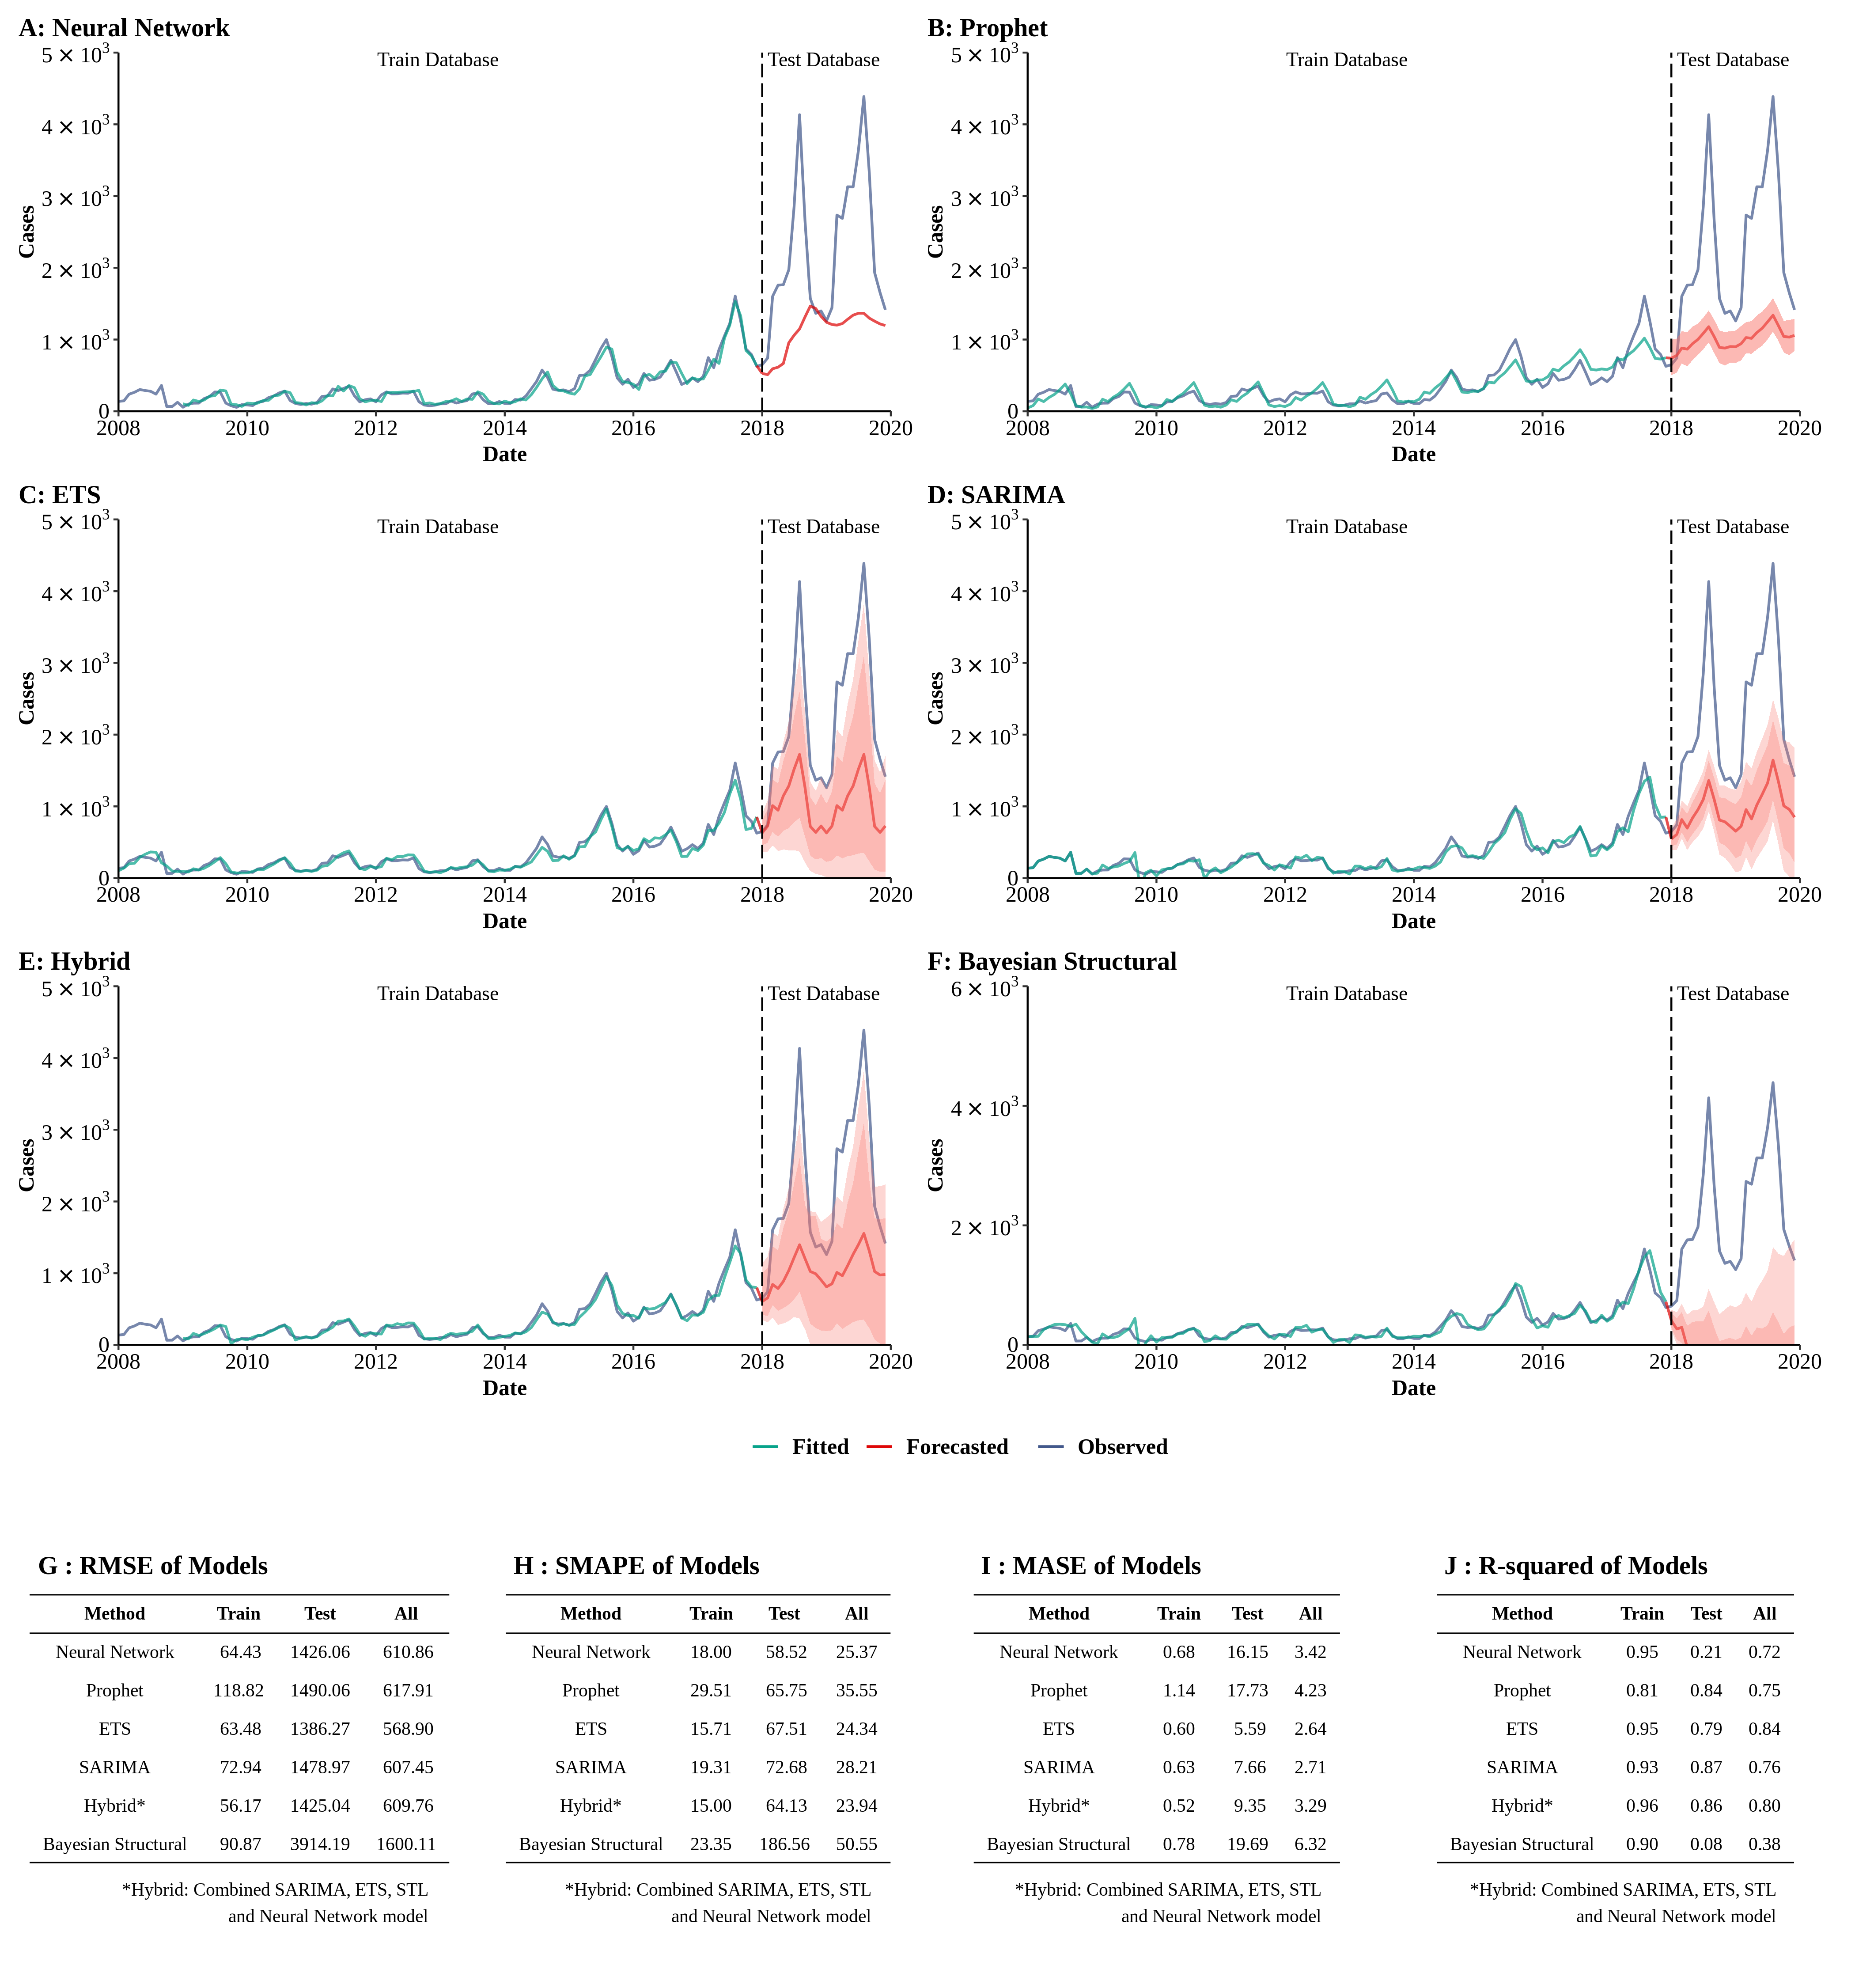 A: Neural Network
5 × 10³
4 × 10³
3 × 10³
2 × 10³
1 × 10³
0
Cases
Train Database
Test Database
2008 2010 2012 2014 2016 2018 2020
Date
B: Prophet
5 × 10³
4 × 10³
3 × 10³
2 × 10³
1 × 10³
0
Cases
Train Database
Test Database
2008 2010 2012 2014 2016 2018 2020
Date
C: ETS
5 × 10³
4 × 10³
3 × 10³
2 × 10³
1 × 10³
0
Cases
Train Database
Test Database
2008 2010 2012 2014 2016 2018 2020
Date
D: SARIMA
5 × 10³
4 × 10³
3 × 10³
2 × 10³
1 × 10³
0
Cases
Train Database
Test Database
2008 2010 2012 2014 2016 2018 2020
Date
E: Hybrid
5 × 10³
4 × 10³
3 × 10³
2 × 10³
1 × 10³
0
Cases
Train Database
Test Database
2008 2010 2012 2014 2016 2018 2020
Date
F: Bayesian Structural
6 × 10³
4 × 10³
2 × 10³
0
Cases
Train Database
Test Database
2008 2010 2012 2014 2016 2018 2020
Date
Fitted Forecasted Observed
G : RMSE of Models
Method Train Test All
Neural Network 64.43 1426.06 610.86
Prophet 118.82 1490.06 617.91
ETS 63.48 1386.27 568.90
SARIMA 72.94 1478.97 607.45
Hybrid* 56.17 1425.04 609.76
Bayesian Structural 90.87 3914.19 1600.11
*Hybrid: Combined SARIMA, ETS, STL
and Neural Network model
H : SMAPE of Models
Method Train Test All
Neural Network 18.00 58.52 25.37
Prophet 29.51 65.75 35.55
ETS 15.71 67.51 24.34
SARIMA 19.31 72.68 28.21
Hybrid* 15.00 64.13 23.94
Bayesian Structural 23.35 186.56 50.55
*Hybrid: Combined SARIMA, ETS, STL
and Neural Network model
I : MASE of Models
Method Train Test All
Neural Network 0.68 16.15 3.42
Prophet 1.14 17.73 4.23
ETS 0.60 5.59 2.64
SARIMA 0.63 7.66 2.71
Hybrid* 0.52 9.35 3.29
Bayesian Structural 0.78 19.69 6.32
*Hybrid: Combined SARIMA, ETS, STL
and Neural Network model
J : R-squared of Models
Method Train Test All
Neural Network 0.95 0.21 0.72
Prophet 0.81 0.84 0.75
ETS 0.95 0.79 0.84
SARIMA 0.93 0.87 0.76
Hybrid* 0.96 0.86 0.80
Bayesian Structural 0.90 0.08 0.38
*Hybrid: Combined SARIMA, ETS, STL
and Neural Network model